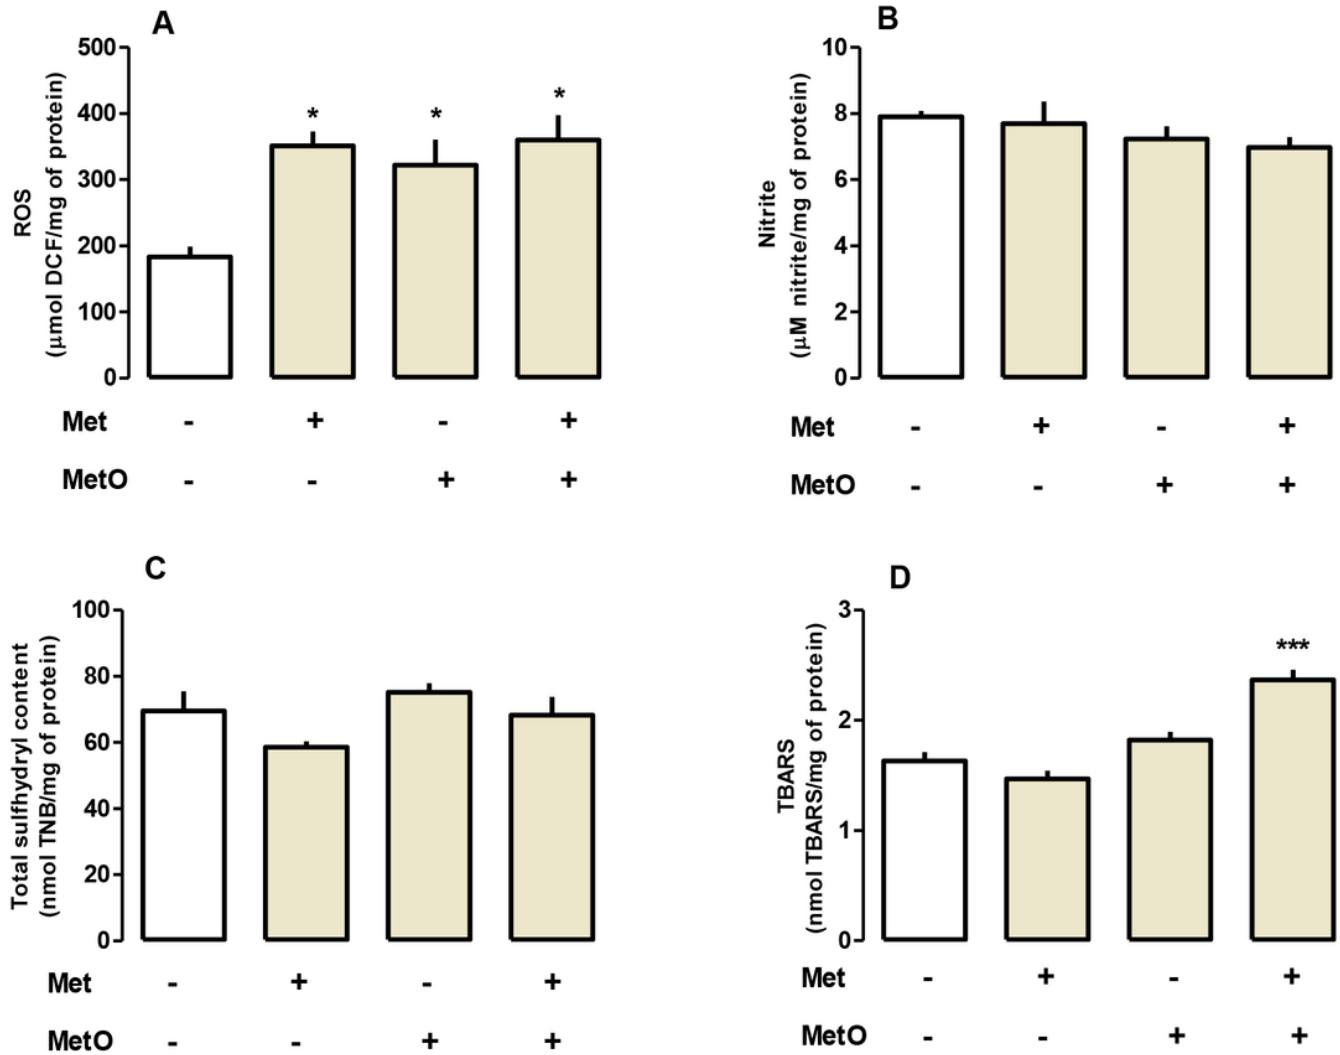 A
500
400
300
200
100
0
ROS
(μmol DCF/mg of protein)
* * *
Met - + - +
MetO - - + +
B
10
8
6
4
2
0
Nitrite
(μM nitrite/mg of protein)
Met - + - +
MetO - - + +
C
100
80
60
40
20
0
Total sulfhydryl content
(nmol TNB/mg of protein)
Met - + - +
MetO - - + +
D
3
2
1
0
TBARS
(nmol TBARS/mg of protein)
***
Met - + - +
MetO - - + +